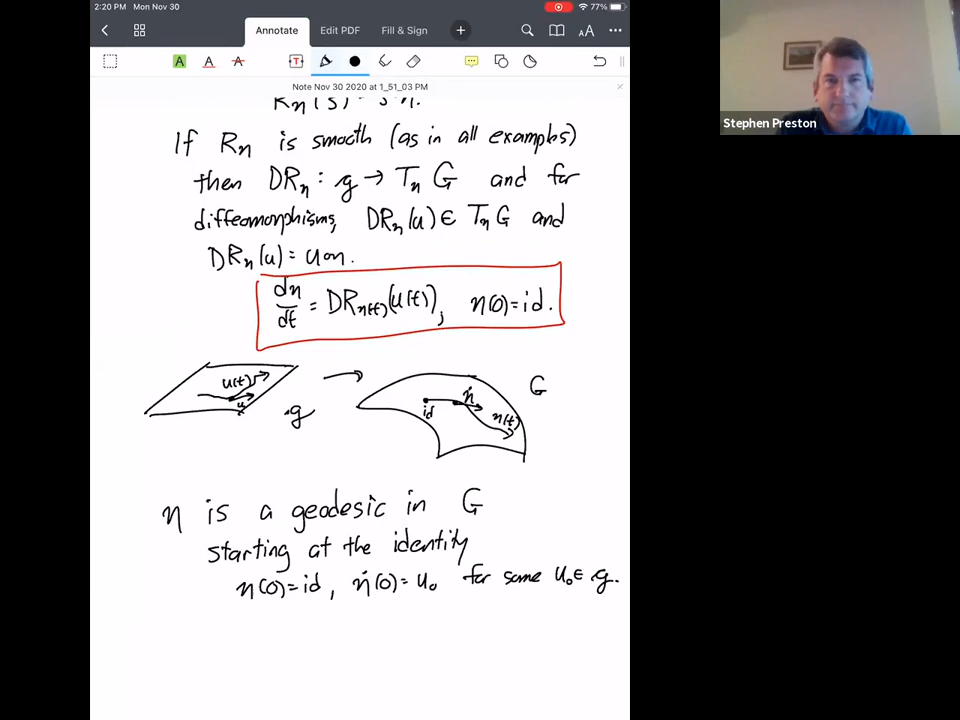 2:20 PM Mon Nov 30
77%
Annotate
Edit PDF
Fill & Sign
Note Nov 30 2020 at 1_51_03 PM
Stephen Preston
If Rη is smooth (as in all examples)
then DRη : g → TηG and for
diffeomorphisms, DRη(u) ∈ TηG and
DRη(u) = u∘η.
dη/dt = DRη(t)(u(t)), η(0) = id.
u(t)
u
g
id
η̇
η(t)
G
η is a geodesic in G
starting at the identity
η(0) = id, η̇(0) = u₀ for some u₀ ∈ g.